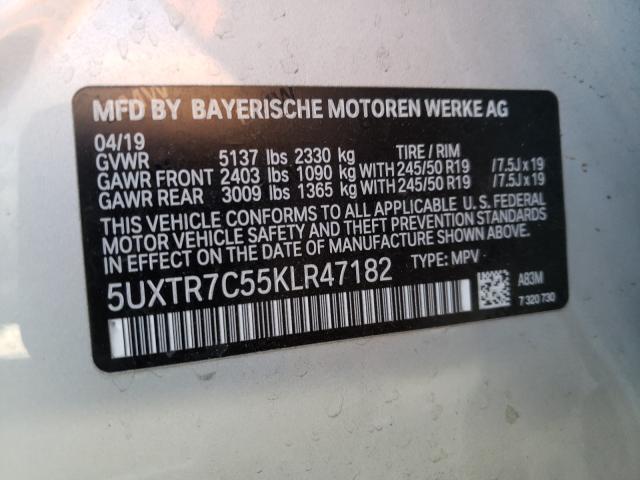 MFD BY BAYERISCHE MOTOREN WERKE AG
04/19
GVWR 5137 lbs 2330 kg TIRE / RIM
GAWR FRONT 2403 lbs 1090 kg WITH 245/50 R19 /7.5J x 19
GAWR REAR 3009 lbs 1365 kg WITH 245/50 R19 /7.5J x 19
THIS VEHICLE CONFORMS TO ALL APPLICABLE U. S. FEDERAL
MOTOR VEHICLE SAFETY AND THEFT PREVENTION STANDARDS
IN EFFECT ON THE DATE OF MANUFACTURE SHOWN ABOVE.
5UXTR7C55KLR47182 TYPE: MPV
A83M
7 320 730